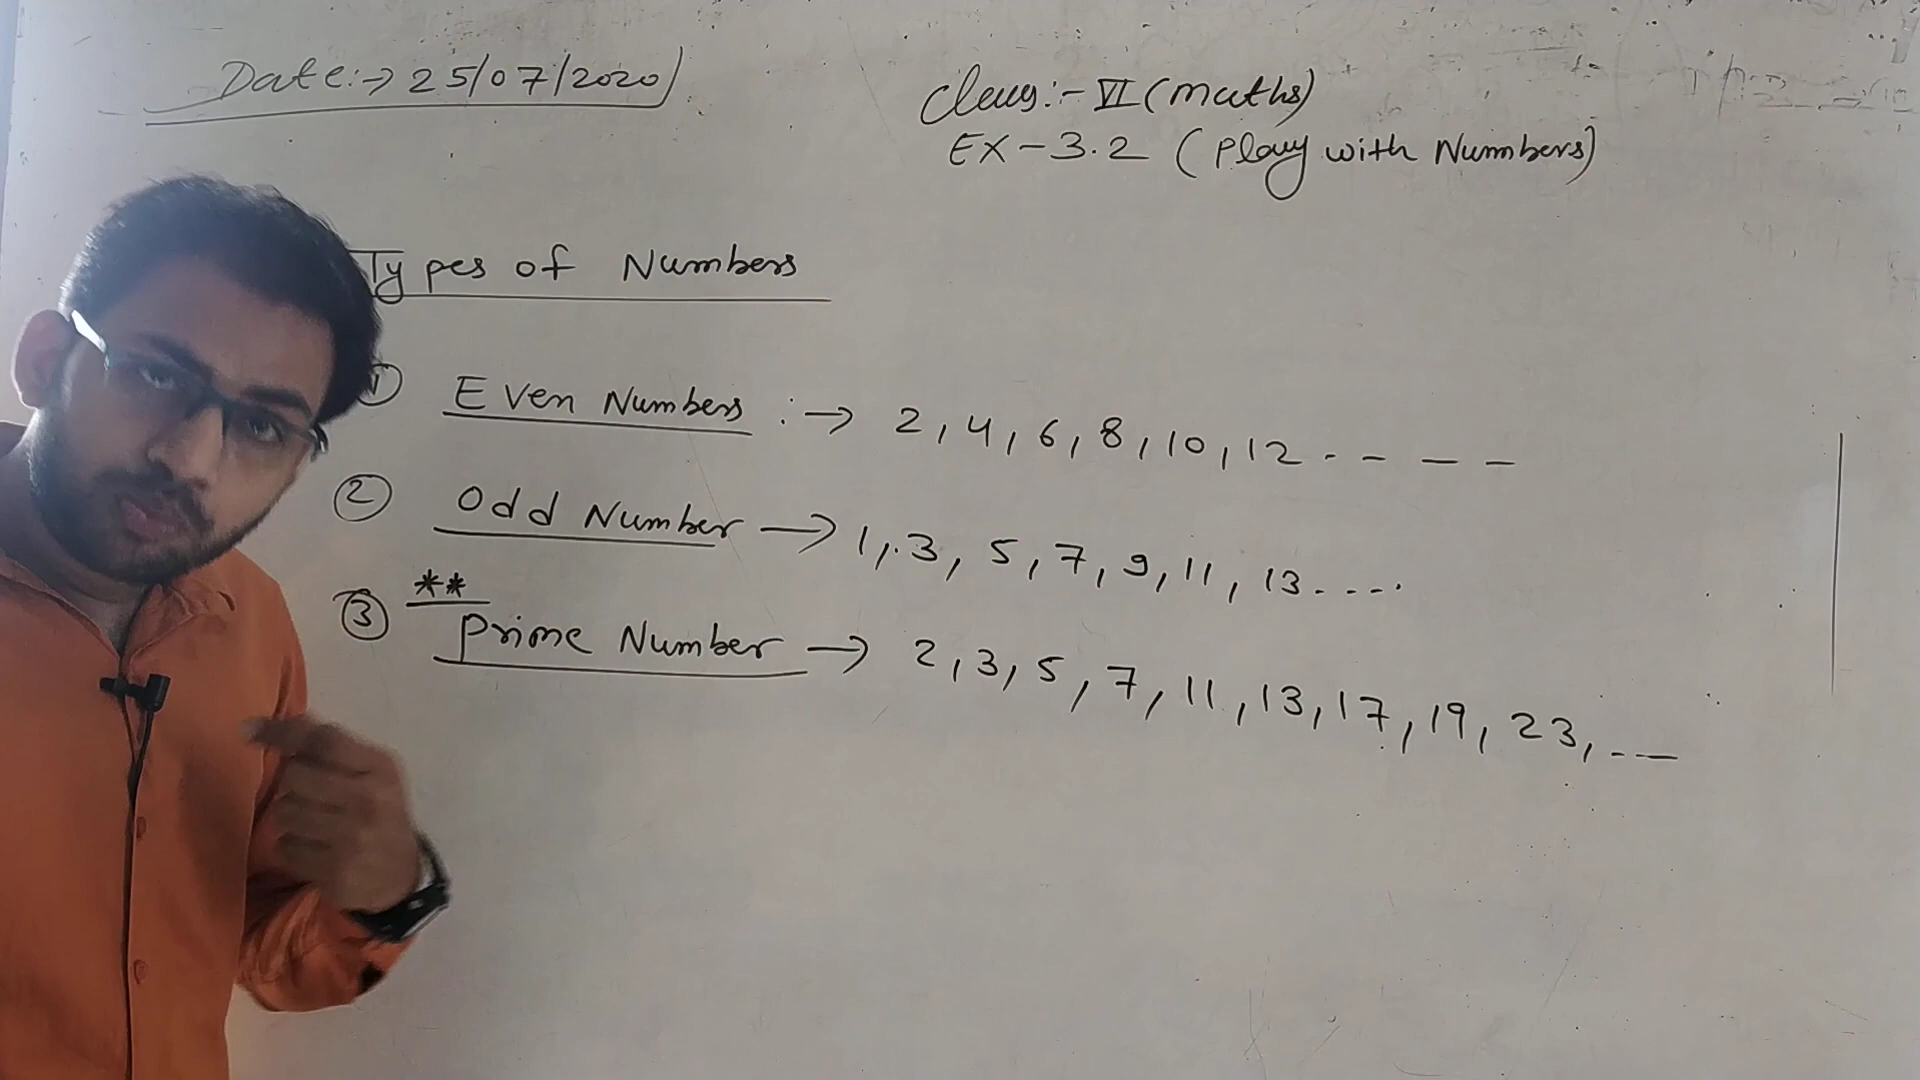 Date:→ 25/07/2020
Class:- VI (Maths)
EX-3.2 (Play with Numbers)
Types of Numbers
① Even Numbers :→ 2, 4, 6, 8, 10, 12 - - - -
② Odd Number → 1, 3, 5, 7, 9, 11, 13.....
**
③ Prime Number → 2, 3, 5, 7, 11, 13, 17, 19, 23, ---